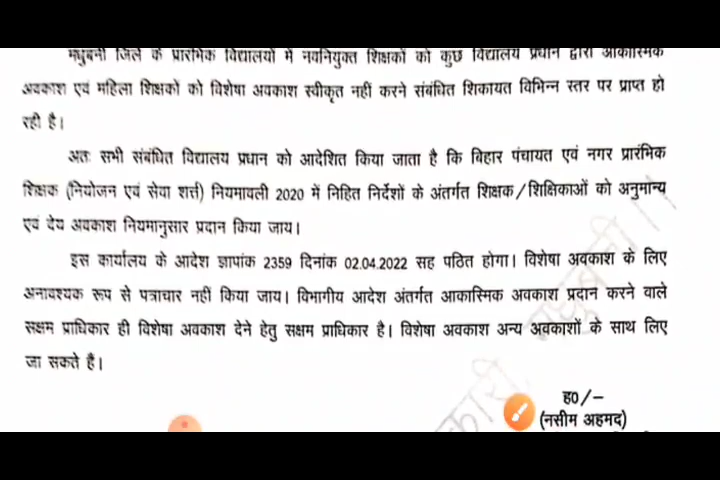 मधुबनी जिले के प्रारंभिक विद्यालयों में नवनियुक्त शिक्षकों को कुछ विद्यालय प्रधान द्वारा आकास्मिक
अवकाश एवं महिला शिक्षकों को विशेषा अवकाश स्वीकृत नहीं करने संबंधित शिकायत विभिन्न स्तर पर प्राप्त हो
रही है।
अतः सभी संबंधित विद्यालय प्रधान को आदेशित किया जाता है कि बिहार पंचायत एवं नगर प्रारंभिक
शिक्षक (नियोजन एवं सेवा शर्त्त) नियमावली 2020 में निहित निर्देशों के अंतर्गत शिक्षक/शिक्षिकाओं को अनुमान्य
एवं देय अवकाश नियमानुसार प्रदान किया जाय।
इस कार्यालय के आदेश ज्ञापांक 2359 दिनांक 02.04.2022 सह पठित होगा। विशेषा अवकाश के लिए
अनावश्यक रूप से पत्राचार नहीं किया जाय। विभागीय आदेश अंतर्गत आकास्मिक अवकाश प्रदान करने वाले
सक्षम प्राधिकार ही विशेषा अवकाश देने हेतु सक्षम प्राधिकार है। विशेषा अवकाश अन्य अवकाशों के साथ लिए
जा सकते है।
ह0/-
(नसीम अहमद)